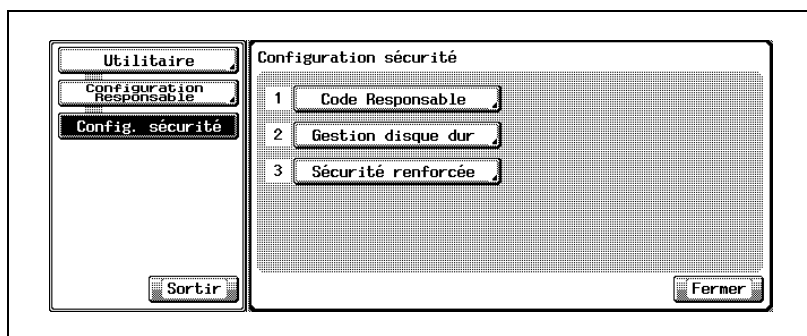 Utilitaire
Configuration
Responsable
Config. sécurité
Sortir
Configuration sécurité
1 Code Responsable
2 Gestion disque dur
3 Sécurité renforcée
Fermer